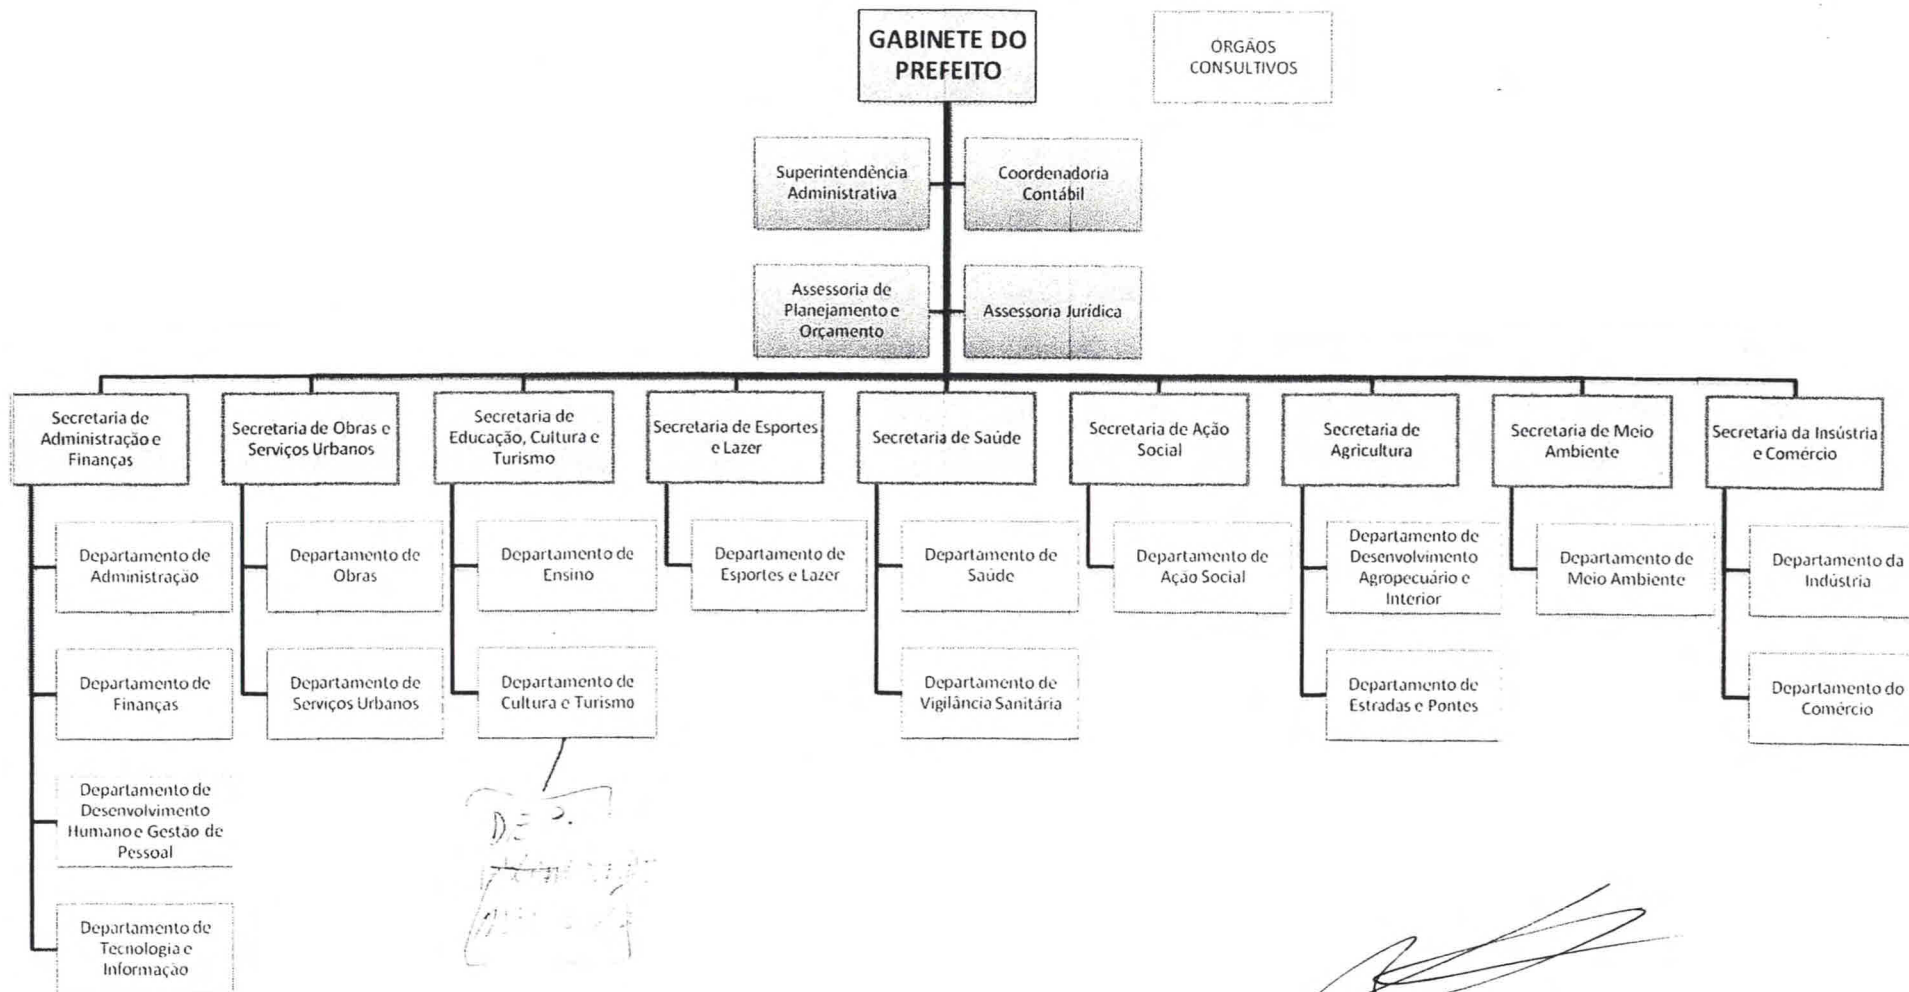 GABINETE DO
PREFEITO
ORGÃOS
CONSULTIVOS
Superintendência
Administrativa
Coordenadoria
Contábil
Assessoria de
Planejamento e
Orçamento
Assessoria Jurídica
Secretaria de
Administração e
Finanças
Secretaria de Obras e
Serviços Urbanos
Secretaria de
Educação, Cultura e
Turismo
Secretaria de Esportes
e Lazer
Secretaria de Saúde
Secretaria de Ação
Social
Secretaria de
Agricultura
Secretaria de Meio
Ambiente
Secretaria da Insústria
e Comércio
Departamento de
Administração
Departamento de
Obras
Departamento de
Ensino
Departamento de
Esportes e Lazer
Departamento de
Saúde
Departamento de
Ação Social
Departamento de
Desenvolvimento
Agropecuário e
Interior
Departamento de
Meio Ambiente
Departamento da
Indústria
Departamento de
Finanças
Departamento de
Serviços Urbanos
Departamento de
Cultura e Turismo
Departamento de
Vigilância Sanitária
Departamento de
Estradas e Pontes
Departamento do
Comércio
Departamento de
Desenvolvimento
Humano e Gestão de
Pessoal
DEP.
Departamento de
Tecnologia e
Informação